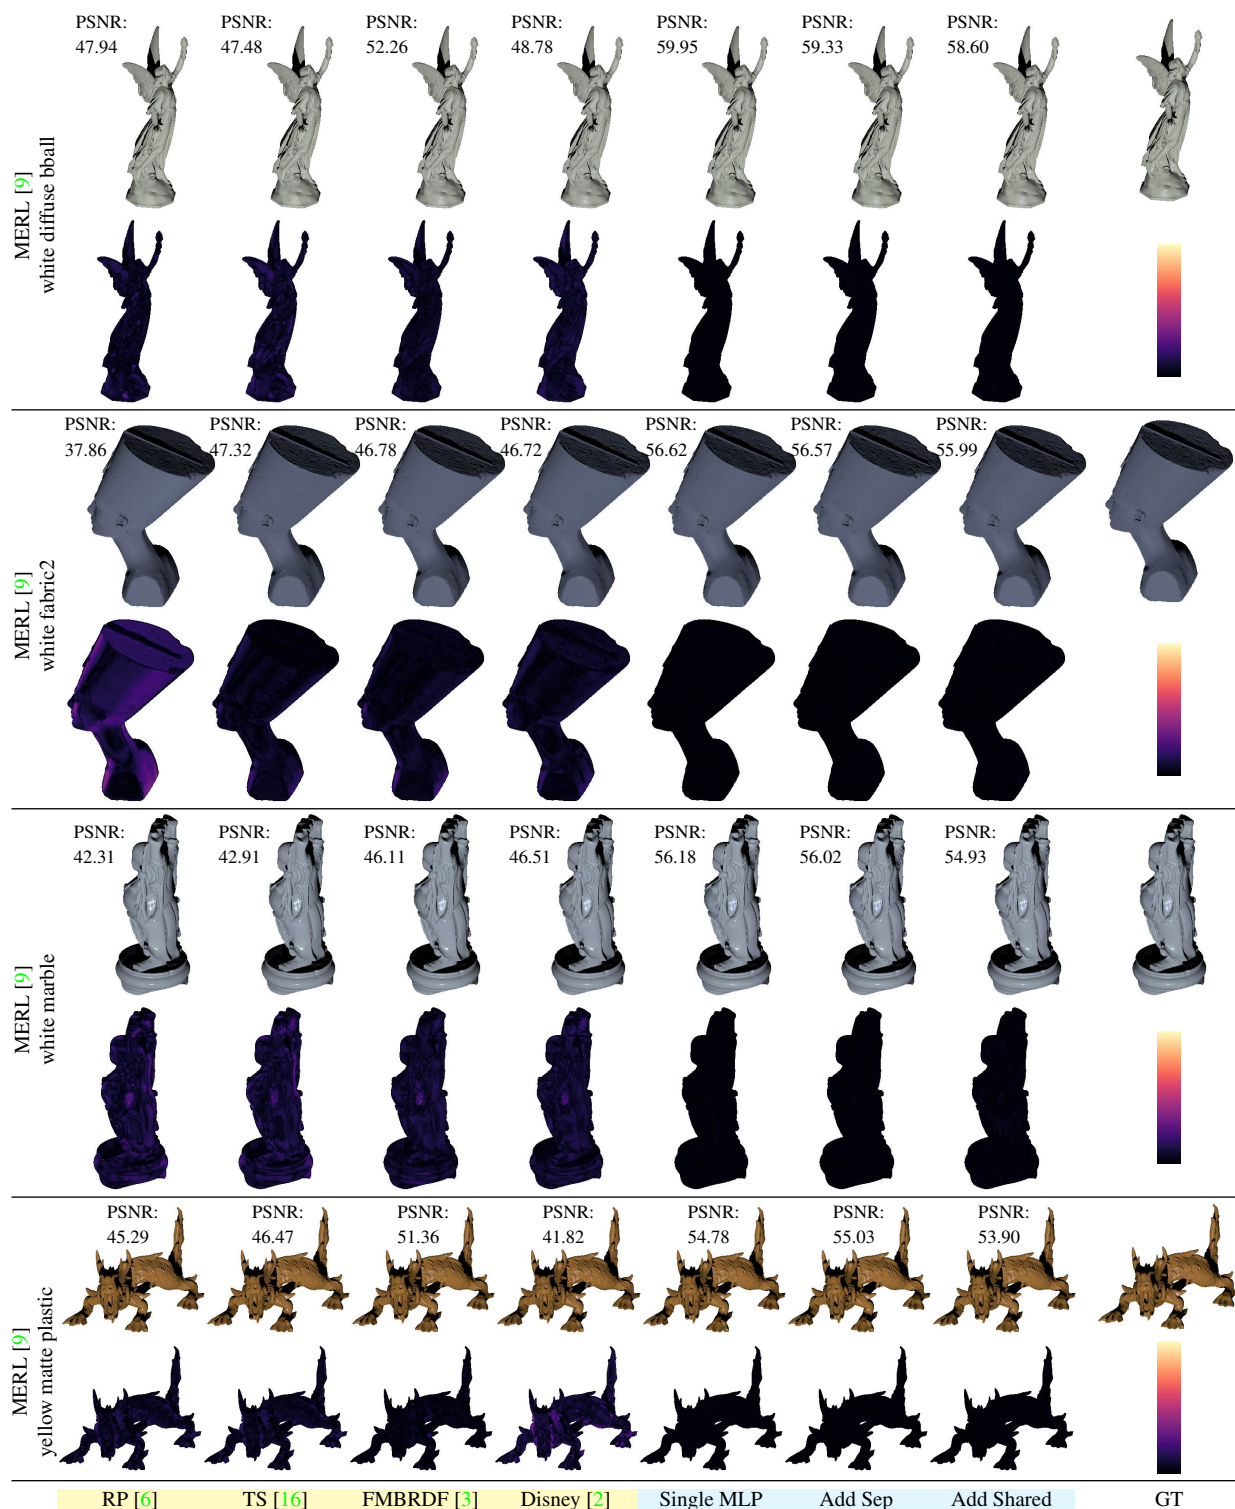 PSNR: PSNR: PSNR: PSNR: PSNR: PSNR: PSNR:
47.94 47.48 52.26 48.78 59.95 59.33 58.60
MERL [9]
white diffuse bball
PSNR: PSNR: PSNR: PSNR: PSNR: PSNR: PSNR:
37.86 47.32 46.78 46.72 56.62 56.57 55.99
MERL [9]
white fabric2
PSNR: PSNR: PSNR: PSNR: PSNR: PSNR: PSNR:
42.31 42.91 46.11 46.51 56.18 56.02 54.93
MERL [9]
white marble
PSNR: PSNR: PSNR: PSNR: PSNR: PSNR: PSNR:
45.29 46.47 51.36 41.82 54.78 55.03 53.90
MERL [9]
yellow matte plastic
RP [6] TS [16] FMBRDF [3] Disney [2] Single MLP Add Sep Add Shared GT